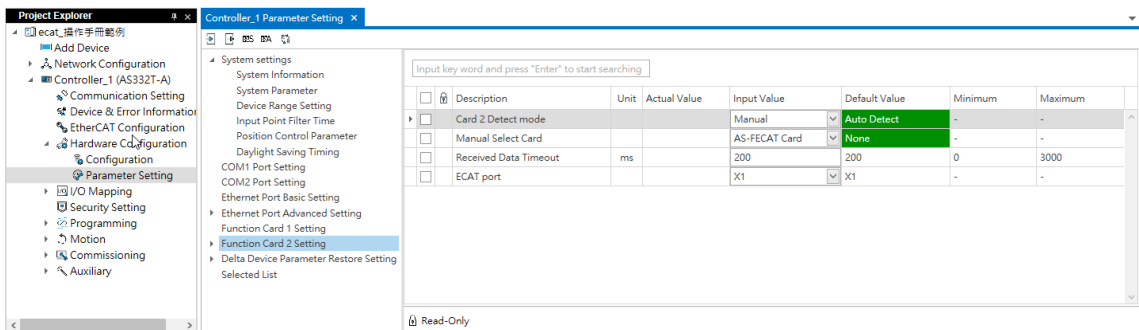 Project Explorer
ecat_操作手冊範例
Add Device
Network Configuration
Controller_1 (AS332T-A)
Communication Setting
Device & Error Information
EtherCAT Configuration
Hardware Configuration
Configuration
Parameter Setting
I/O Mapping
Security Setting
Programming
Motion
Commissioning
Auxiliary
Controller_1 Parameter Setting ×
System settings
System Information
System Parameter
Device Range Setting
Input Point Filter Time
Position Control Parameter
Daylight Saving Timing
COM1 Port Setting
COM2 Port Setting
Ethernet Port Basic Setting
Ethernet Port Advanced Setting
Function Card 1 Setting
Function Card 2 Setting
Delta Device Parameter Restore Setting
Selected List
Input key word and press "Enter" to start searching
Description Unit Actual Value Input Value Default Value Minimum Maximum
Card 2 Detect mode Manual Auto Detect - -
Manual Select Card AS-FECAT Card None - -
Received Data Timeout ms 200 200 0 3000
ECAT port X1 X1 - -
Read-Only